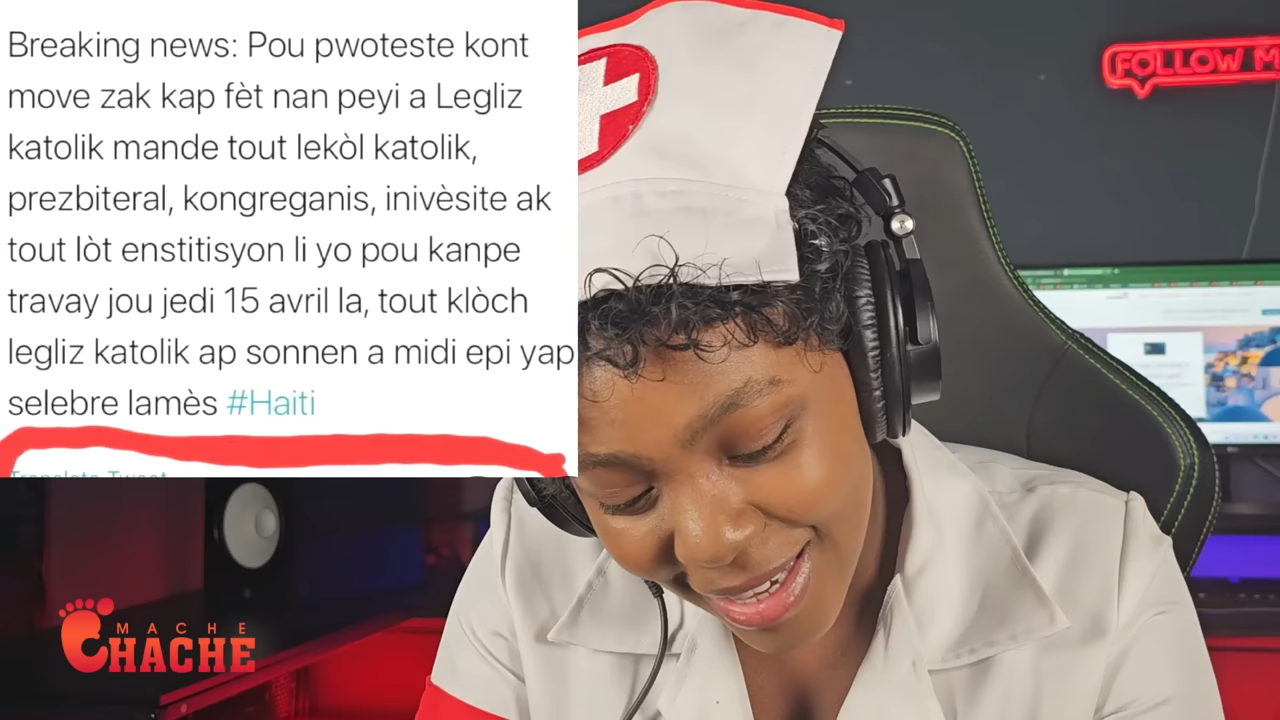 Breaking news: Pou pwoteste kont
move zak kap fèt nan peyi a Legliz
katolik mande tout lekòl katolik,
prezbiteral, kongreganis, inivèsite ak
tout lòt enstitisyon li yo pou kanpe
travay jou jedi 15 avril la, tout klòch
legliz katolik ap sonnen a midi epi yap
selebre lamès #Haiti
Translate Tweet
FOLLOW M
MACHE
CHACHE